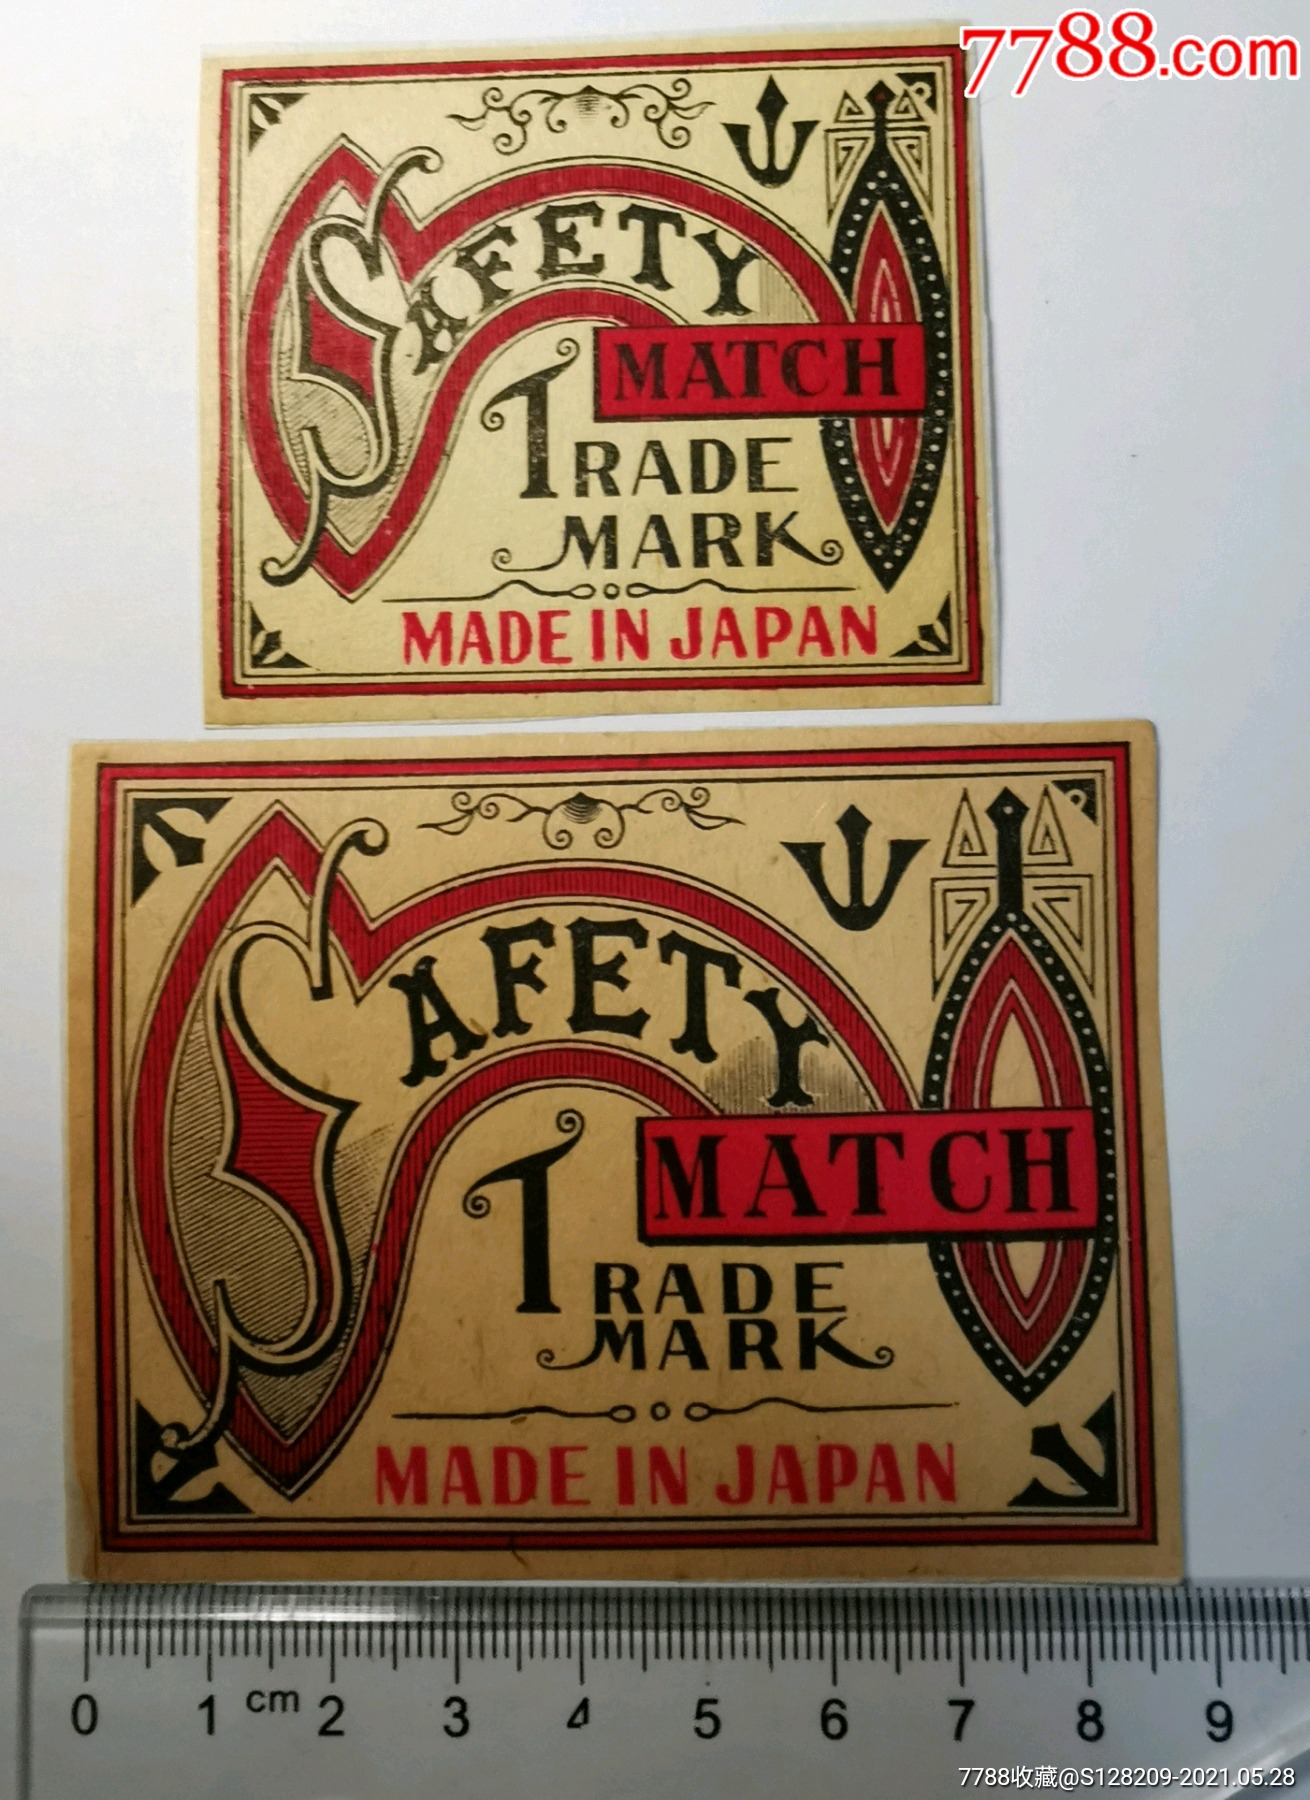 7788.com
SAFETY
MATCH
TRADE
MARK
MADE IN JAPAN
SAFETY
MATCH
TRADE
MARK
MADE IN JAPAN
0 1 cm 2 3 4 5 6 7 8 9
7788收藏@S128209-2021.05.28